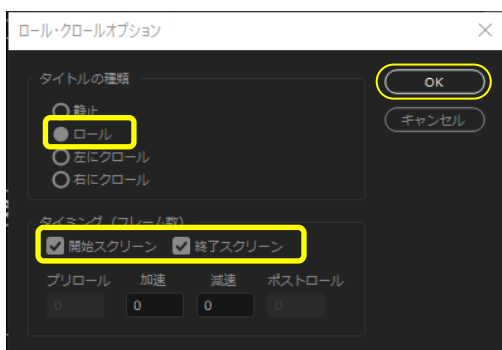 ロール・クロールオプション
タイトルの種類
静止
ロール
左にクロール
右にクロール
OK
キャンセル
タイミング（フレーム数）
開始スクリーン 終了スクリーン
プリロール 加速 減速 ポストロール
0 0 0 0